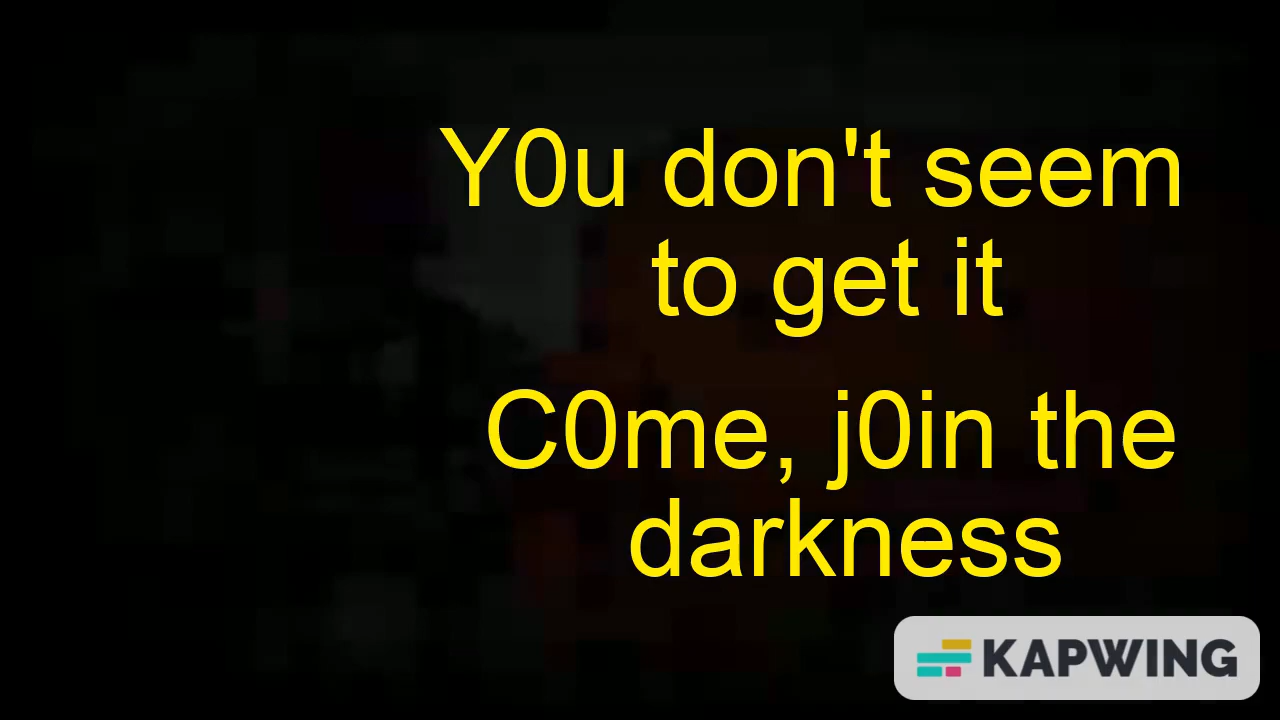 Y0u don't seem
to get it
C0me, j0in the
darkness
KAPWING